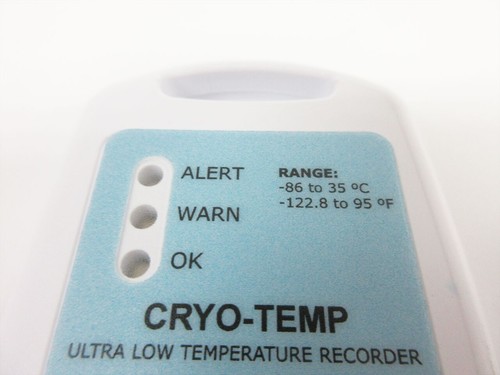 ALERT
WARN
OK
RANGE:
-86 to 35 ºC
-122.8 to 95 ºF
CRYO-TEMP
ULTRA LOW TEMPERATURE RECORDER